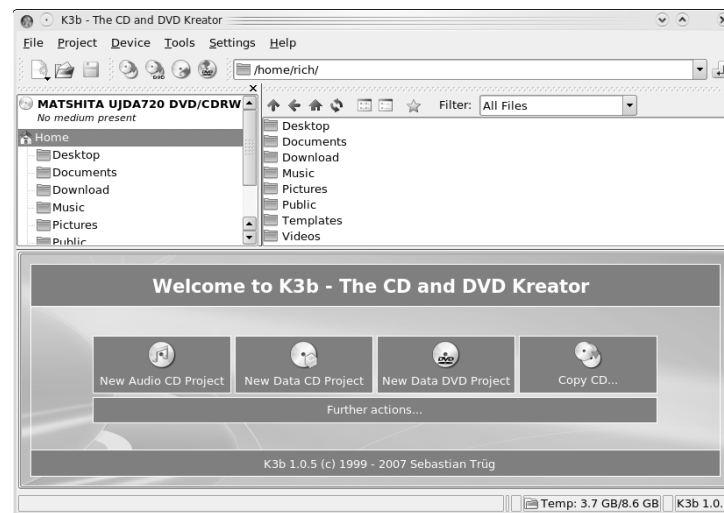 K3b - The CD and DVD Kreator
File Project Device Tools Settings Help
/home/rich/
MATSHITA UJDA720 DVD/CDRW
No medium present
Home
Desktop
Documents
Download
Music
Pictures
Public
Filter: All Files
Desktop
Documents
Download
Music
Pictures
Public
Templates
Videos
Welcome to K3b - The CD and DVD Kreator
New Audio CD Project
New Data CD Project
New Data DVD Project
Copy CD...
Further actions...
K3b 1.0.5 (c) 1999 - 2007 Sebastian Trüg
Temp: 3.7 GB/8.6 GB
K3b 1.0.